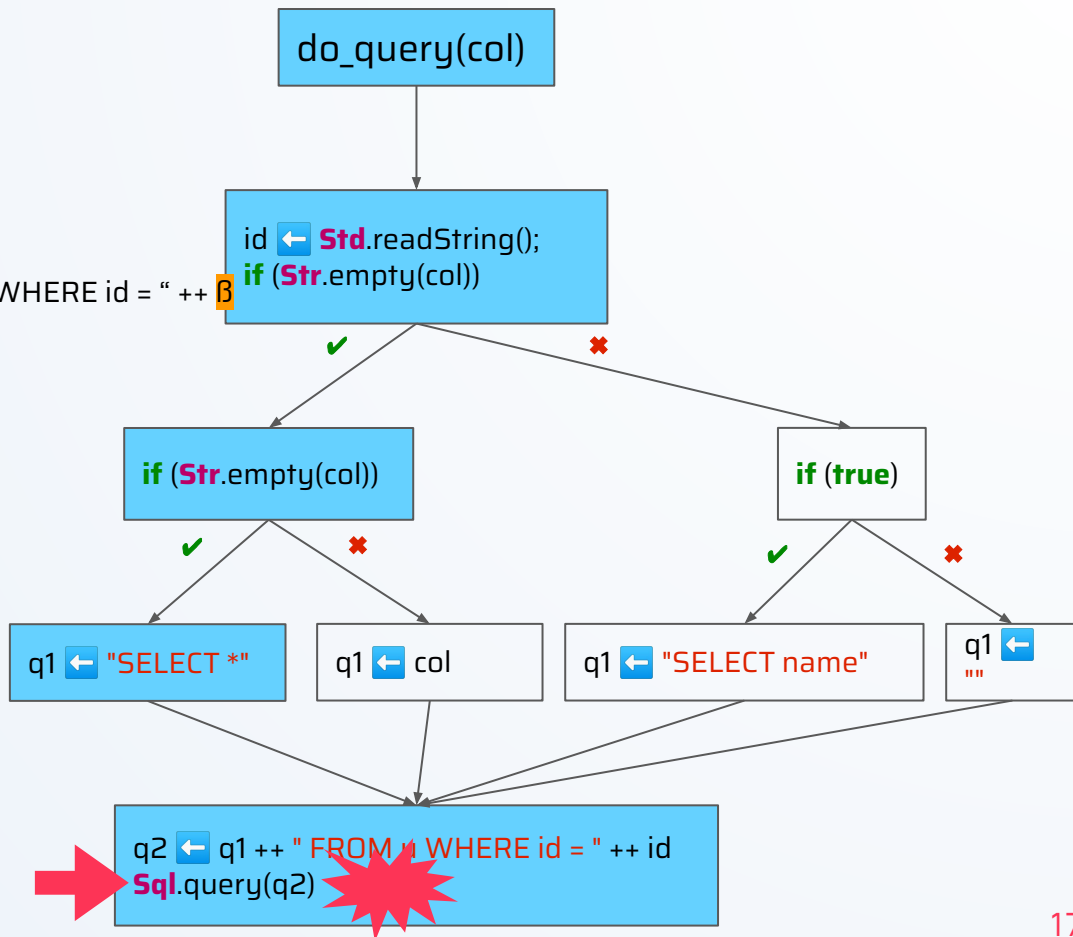 do_query(col)
id ⬅ Std.readString();
if (Str.empty(col))
WHERE id = “ ++ ß
✔ ✖
if (Str.empty(col))
if (true)
✔ ✖
✔ ✖
q1 ⬅ "SELECT *"
q1 ⬅ col
q1 ⬅ "SELECT name"
q1 ⬅
""
q2 ⬅ q1 ++ " FROM u WHERE id = " ++ id
Sql.query(q2)
17